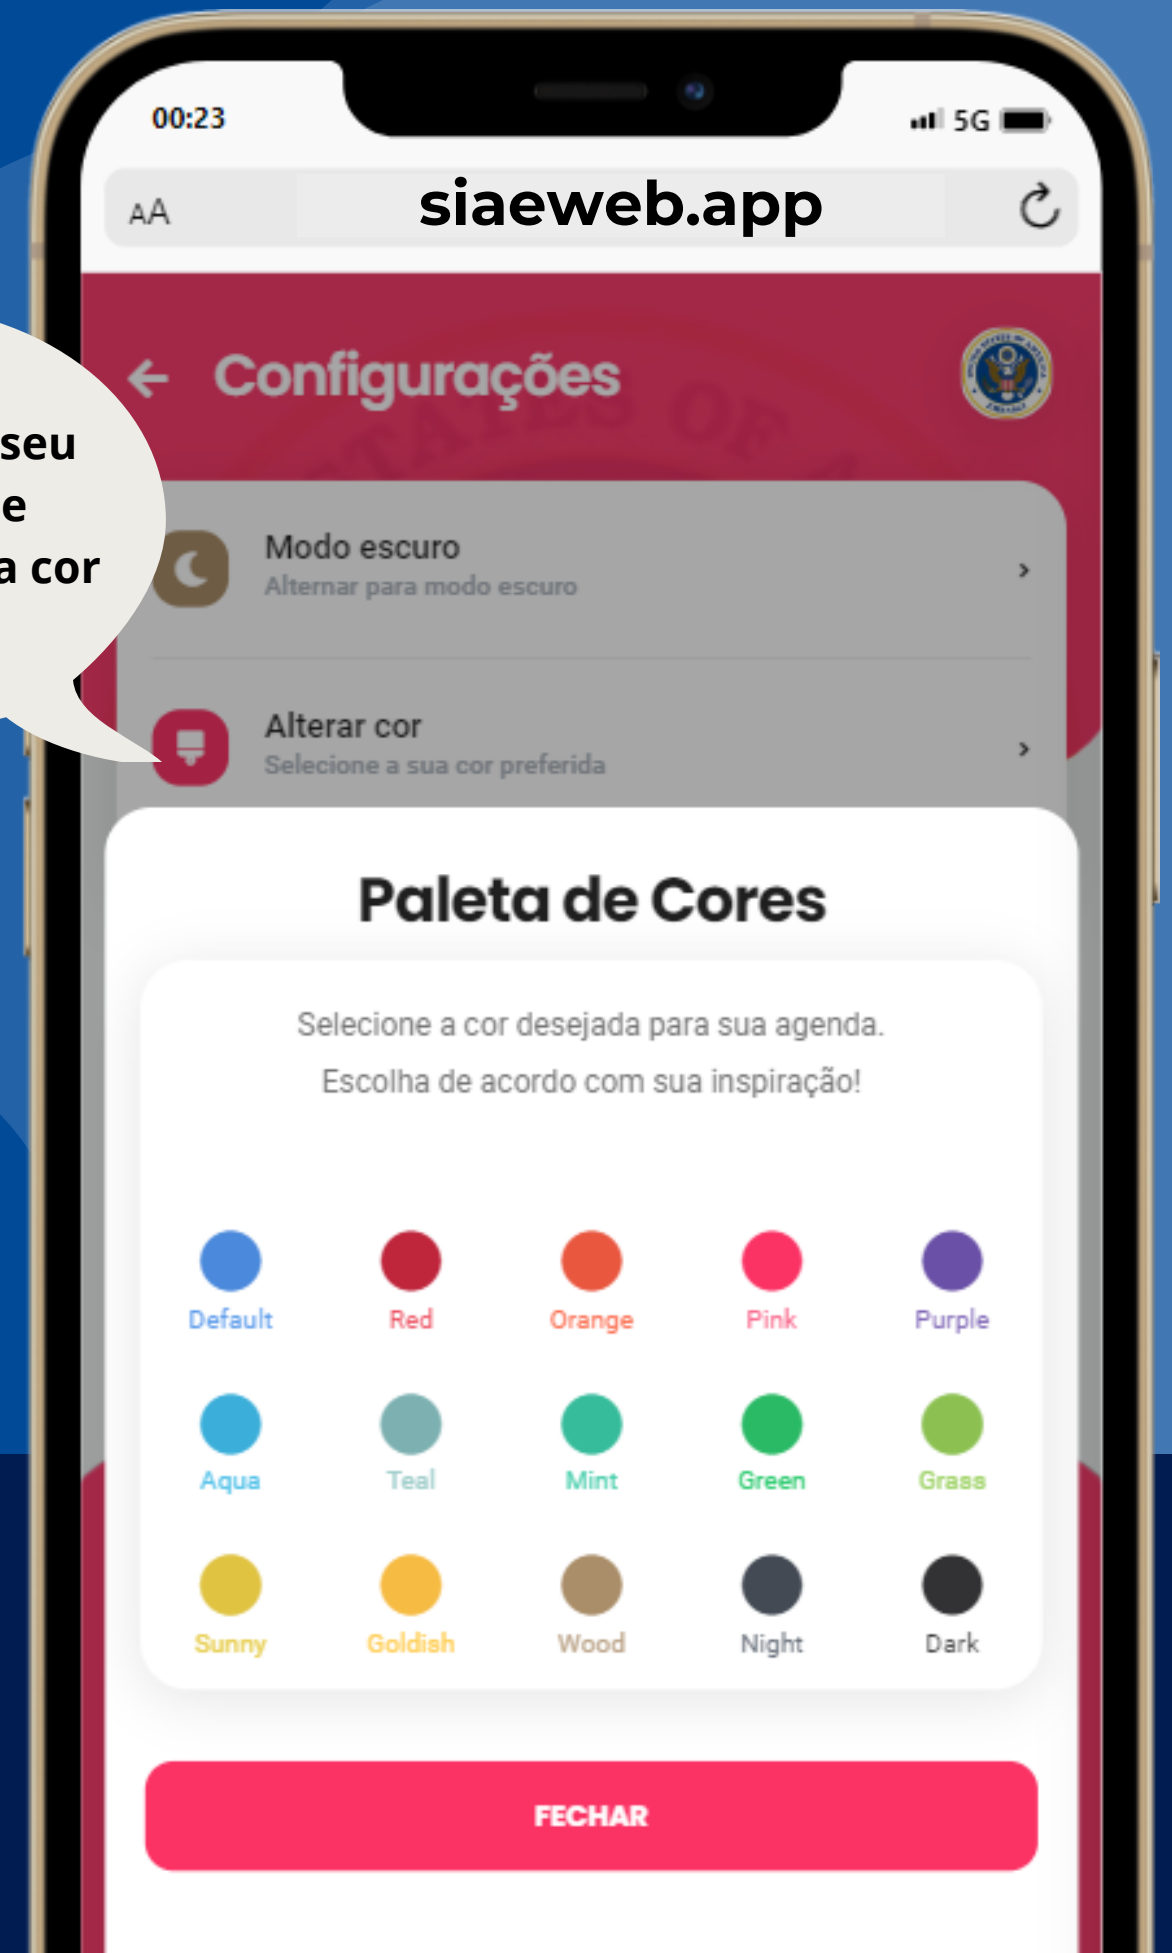 00:23
5G
AA
siaeweb.app
Configurações
STATES OF A
seu
e
a cor
Modo escuro
Alternar para modo escuro
Alterar cor
Selecione a sua cor preferida
Paleta de Cores
Selecione a cor desejada para sua agenda.
Escolha de acordo com sua inspiração!
Default Red Orange Pink Purple
Aqua Teal Mint Green Grass
Sunny Goldish Wood Night Dark
FECHAR